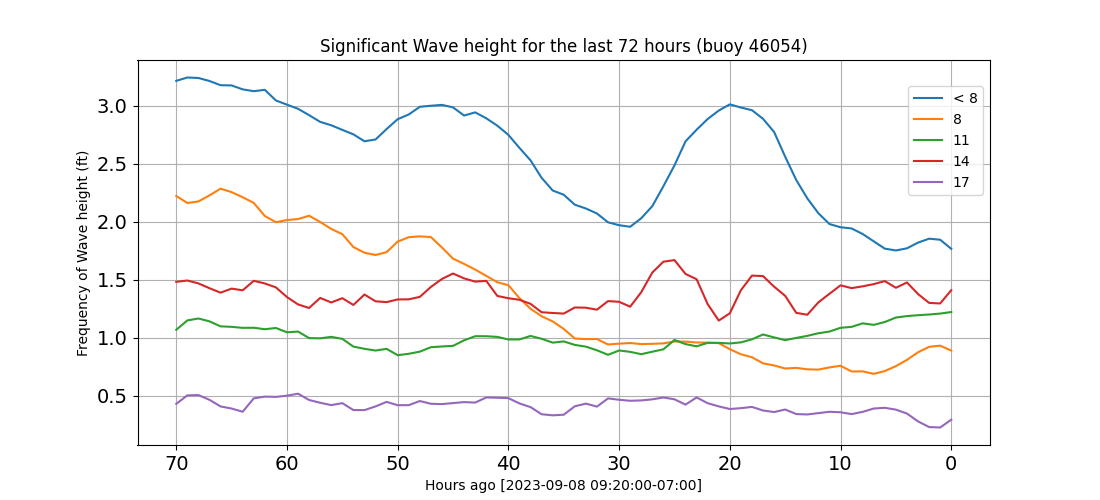 Significant Wave height for the last 72 hours (buoy 46054)
Frequency of Wave height (ft)
3.0
2.5
2.0
1.5
1.0
0.5
< 8
8
11
14
17
70 60 50 40 30 20 10 0
Hours ago [2023-09-08 09:20:00-07:00]